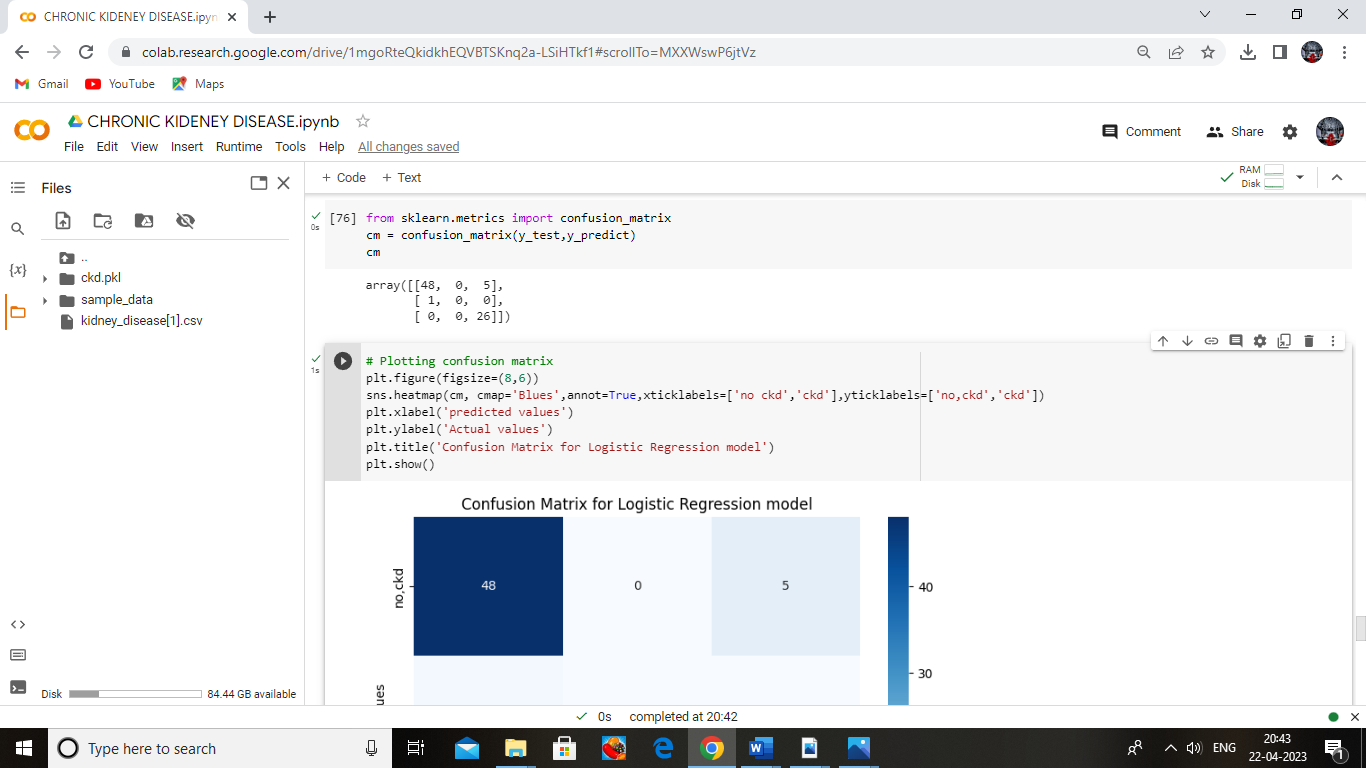 CHRONIC KIDENEY DISEASE.ipyn
colab.research.google.com/drive/1mgoRteQkidkhEQVBTSKnq2a-LSiHTkf1#scrollTo=MXXWswP6jtVz
Gmail YouTube Maps
CHRONIC KIDENEY DISEASE.ipynb
Comment Share
File Edit View Insert Runtime Tools Help All changes saved
Files
+ Code + Text
RAM
Disk
{x}
..
ckd.pkl
sample_data
kidney_disease[1].csv
0s
[76] from sklearn.metrics import confusion_matrix
cm = confusion_matrix(y_test,y_predict)
cm
array([[48, 0, 5],
[ 1, 0, 0],
[ 0, 0, 26]])
1s
# Plotting confusion matrix
plt.figure(figsize=(8,6))
sns.heatmap(cm, cmap='Blues',annot=True,xticklabels=['no ckd','ckd'],yticklabels=['no,ckd','ckd'])
plt.xlabel('predicted values')
plt.ylabel('Actual values')
plt.title('Confusion Matrix for Logistic Regression model')
plt.show()
Confusion Matrix for Logistic Regression model
no,ckd
48 0 5
40
30
ues
Disk 84.44 GB available
0s completed at 20:42
Type here to search
ENG
20:43
22-04-2023
1